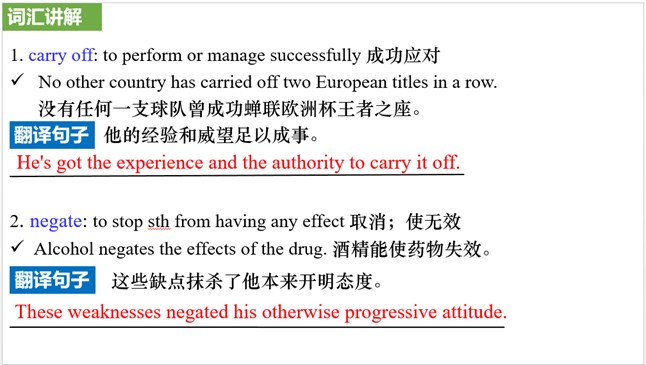 词汇讲解
1. carry off: to perform or manage successfully 成功应对
✓ No other country has carried off two European titles in a row.
没有任何一支球队曾成功蝉联欧洲杯王者之座。
翻译句子 他的经验和威望足以成事。
He's got the experience and the authority to carry it off.
2. negate: to stop sth from having any effect 取消；使无效
✓ Alcohol negates the effects of the drug. 酒精能使药物失效。
翻译句子 这些缺点抹杀了他本来开明态度。
These weaknesses negated his otherwise progressive attitude.